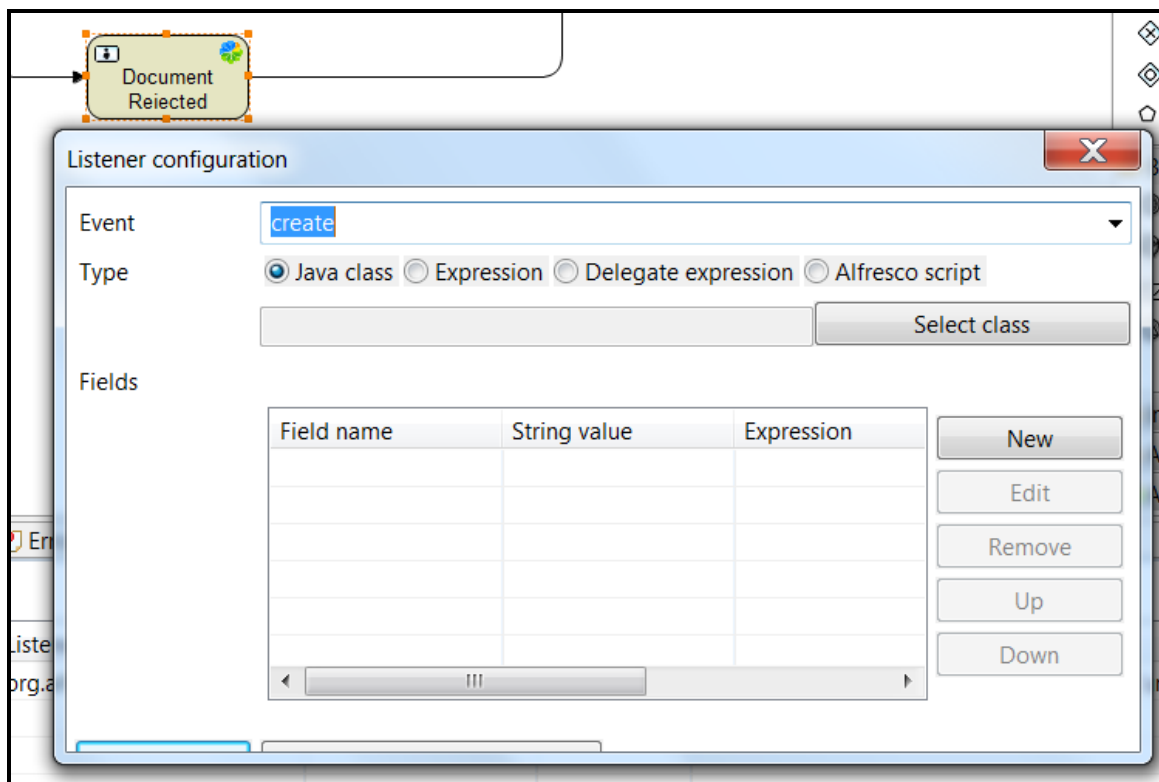 Document
Rejected
Listener configuration
Event
create
Type
Java class
Expression
Delegate expression
Alfresco script
Select class
Fields
Field name
String value
Expression
New
Edit
Remove
Up
Down